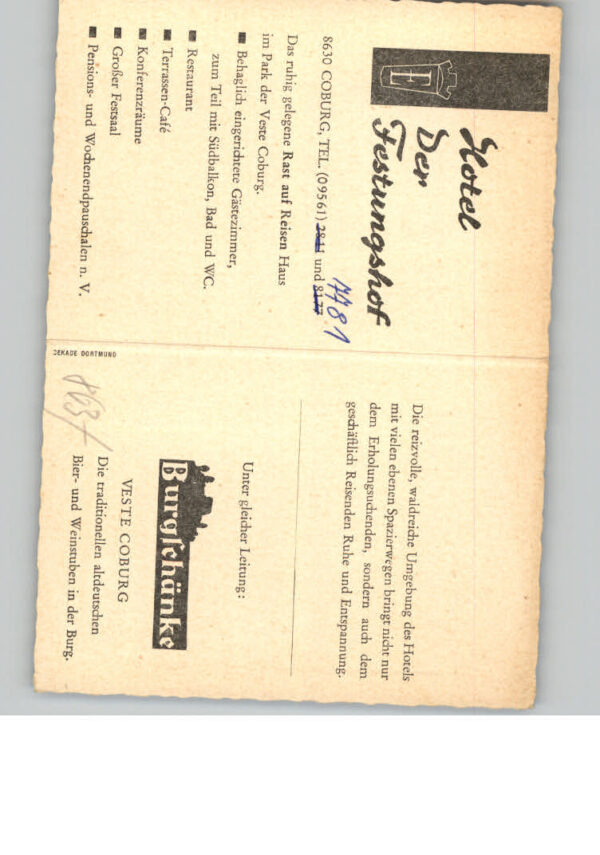 Hotel
Der
Festungshof
8630 COBURG, TEL. (09561) 2811 und 8177
7781
Das ruhig gelegene Rast auf Reisen Haus
im Park der Veste Coburg.
■ Behaglich eingerichtete Gästezimmer,
zum Teil mit Südbalkon, Bad und WC.
■ Restaurant
■ Terrassen-Café
■ Konferenzräume
■ Großer Festsaal
■ Pensions- und Wochenendpauschalen n. V.
DEKADE DORTMUND
Die reizvolle, waldreiche Umgebung des Hotels
mit vielen ebenen Spazierwegen bringt nicht nur
dem Erholungsuchenden, sondern auch dem
geschäftlich Reisenden Ruhe und Entspannung.
Unter gleicher Leitung:
Burgschänke
VESTE COBURG
Die traditionellen altdeutschen
Bier- und Weinstuben in der Burg.